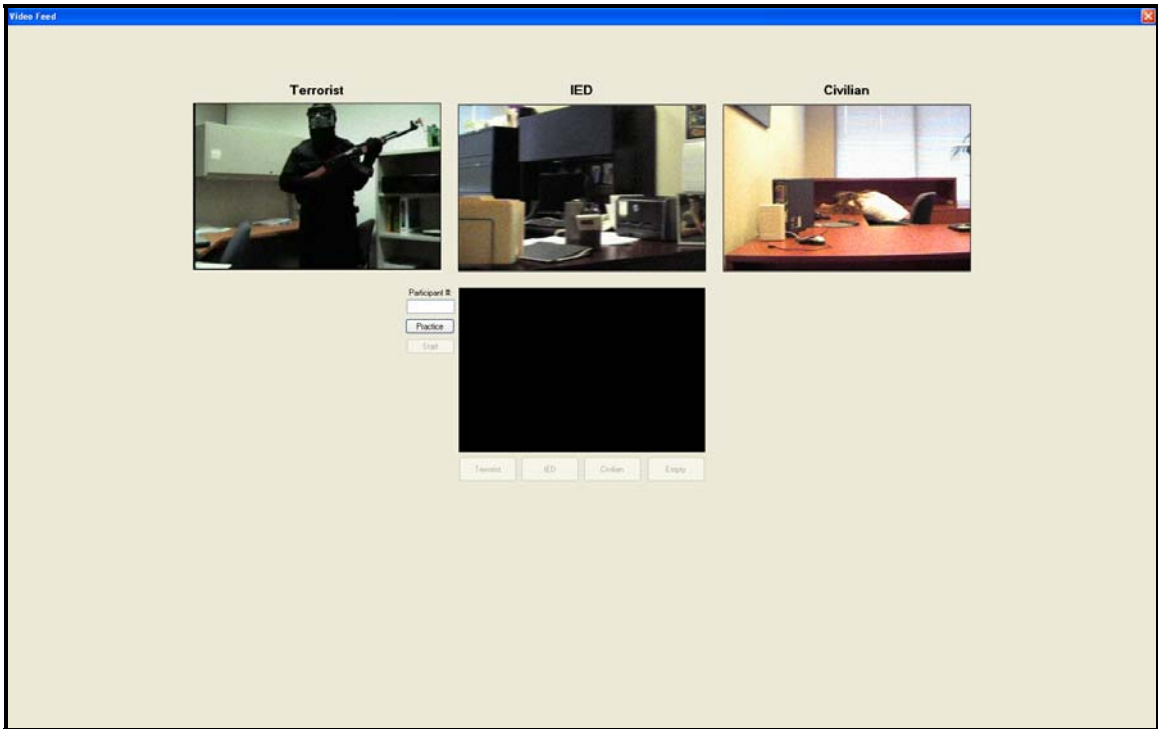 Video Feed
Terrorist IED Civilian
Participant #:
Practice
Start
Terrorist IED Civilian Empty